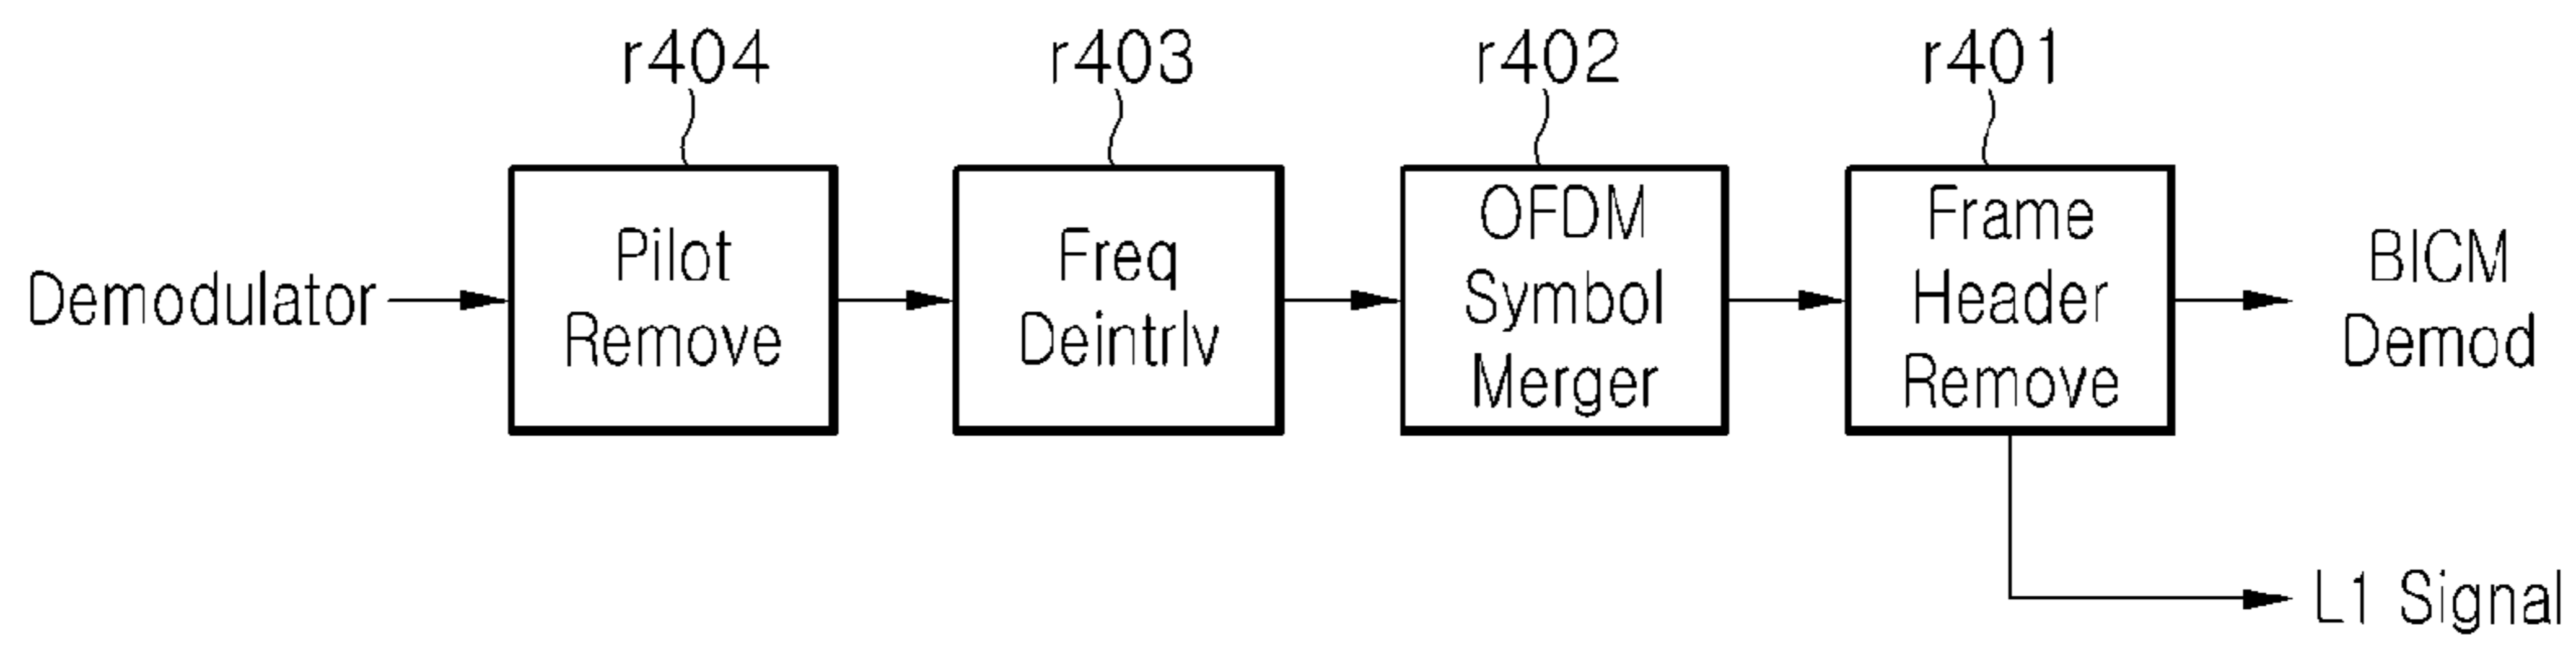 r404
r403
r402
r401
Demodulator
Pilot
Remove
Freq
Deintrlv
OFDM
Symbol
Merger
Frame
Header
Remove
BICM
Demod
L1 Signal